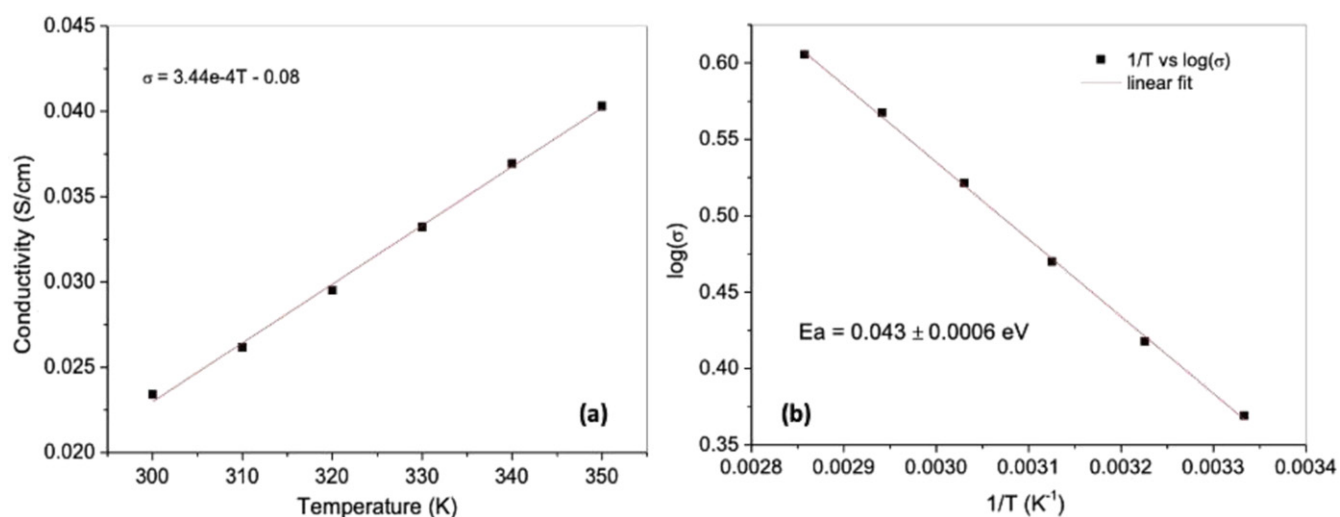 σ = 3.44e-4T - 0.08
Conductivity (S/cm)
0.045
0.040
0.035
0.030
0.025
0.020
300 310 320 330 340 350
Temperature (K)
(a)
1/T vs log(σ)
linear fit
log(σ)
0.60
0.55
0.50
0.45
0.40
0.35
Ea = 0.043 ± 0.0006 eV
(b)
0.0028 0.0029 0.0030 0.0031 0.0032 0.0033 0.0034
1/T (K⁻¹)